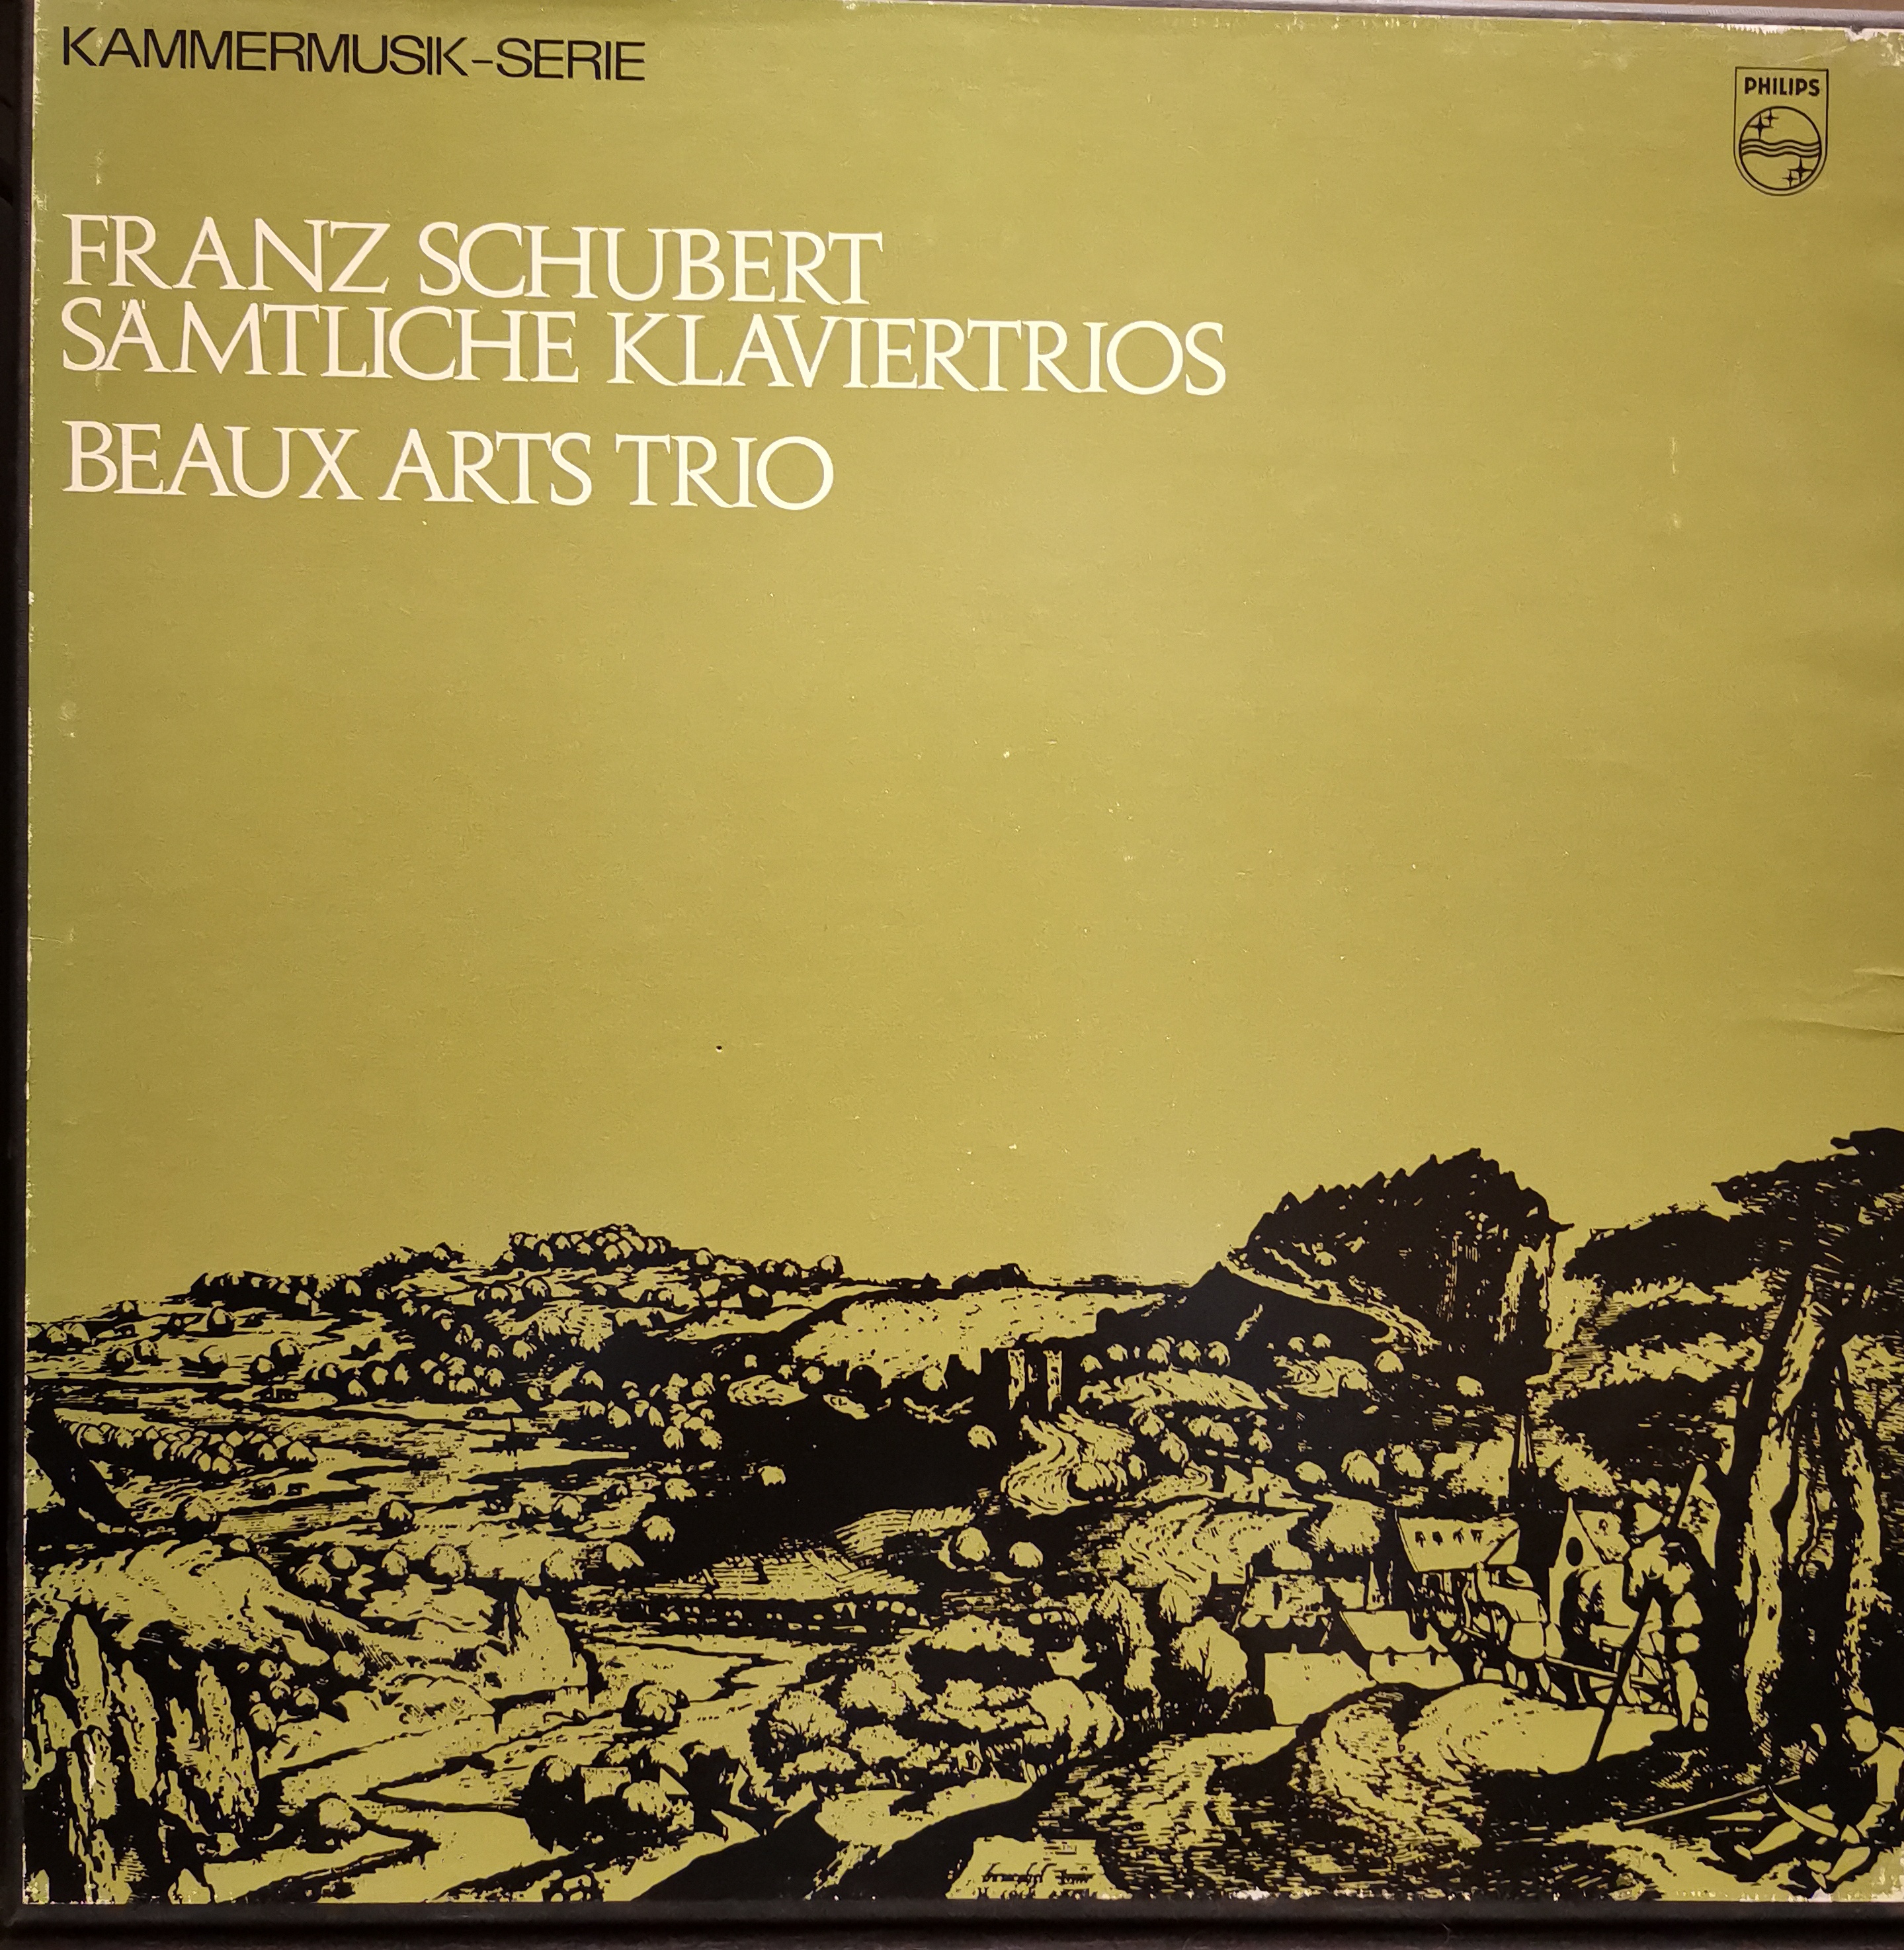 KAMMERMUSIK-SERIE
PHILIPS
FRANZ SCHUBERT
SÄMTLICHE KLAVIERTRIOS
BEAUX ARTS TRIO